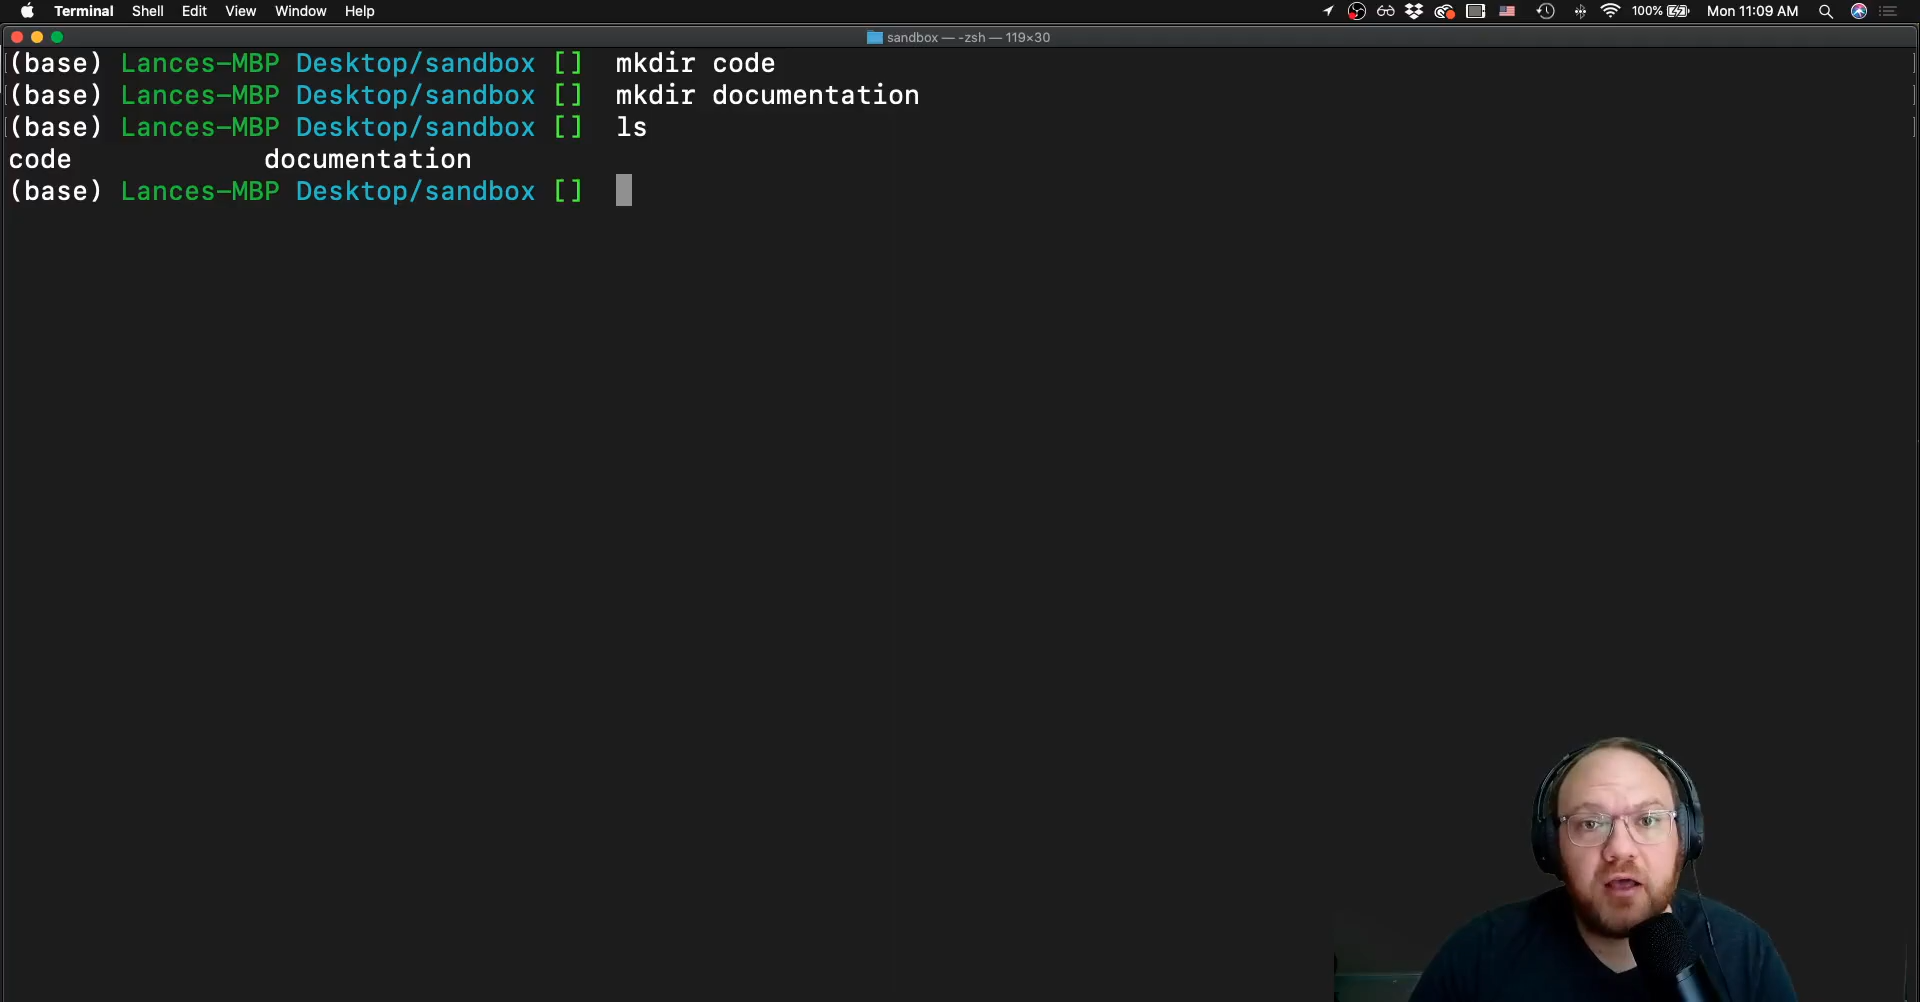 Terminal Shell Edit View Window Help 100% Mon 11:09 AM
sandbox — -zsh — 119×30
(base) Lances-MBP Desktop/sandbox [] mkdir code
(base) Lances-MBP Desktop/sandbox [] mkdir documentation
(base) Lances-MBP Desktop/sandbox [] ls
code documentation
(base) Lances-MBP Desktop/sandbox []